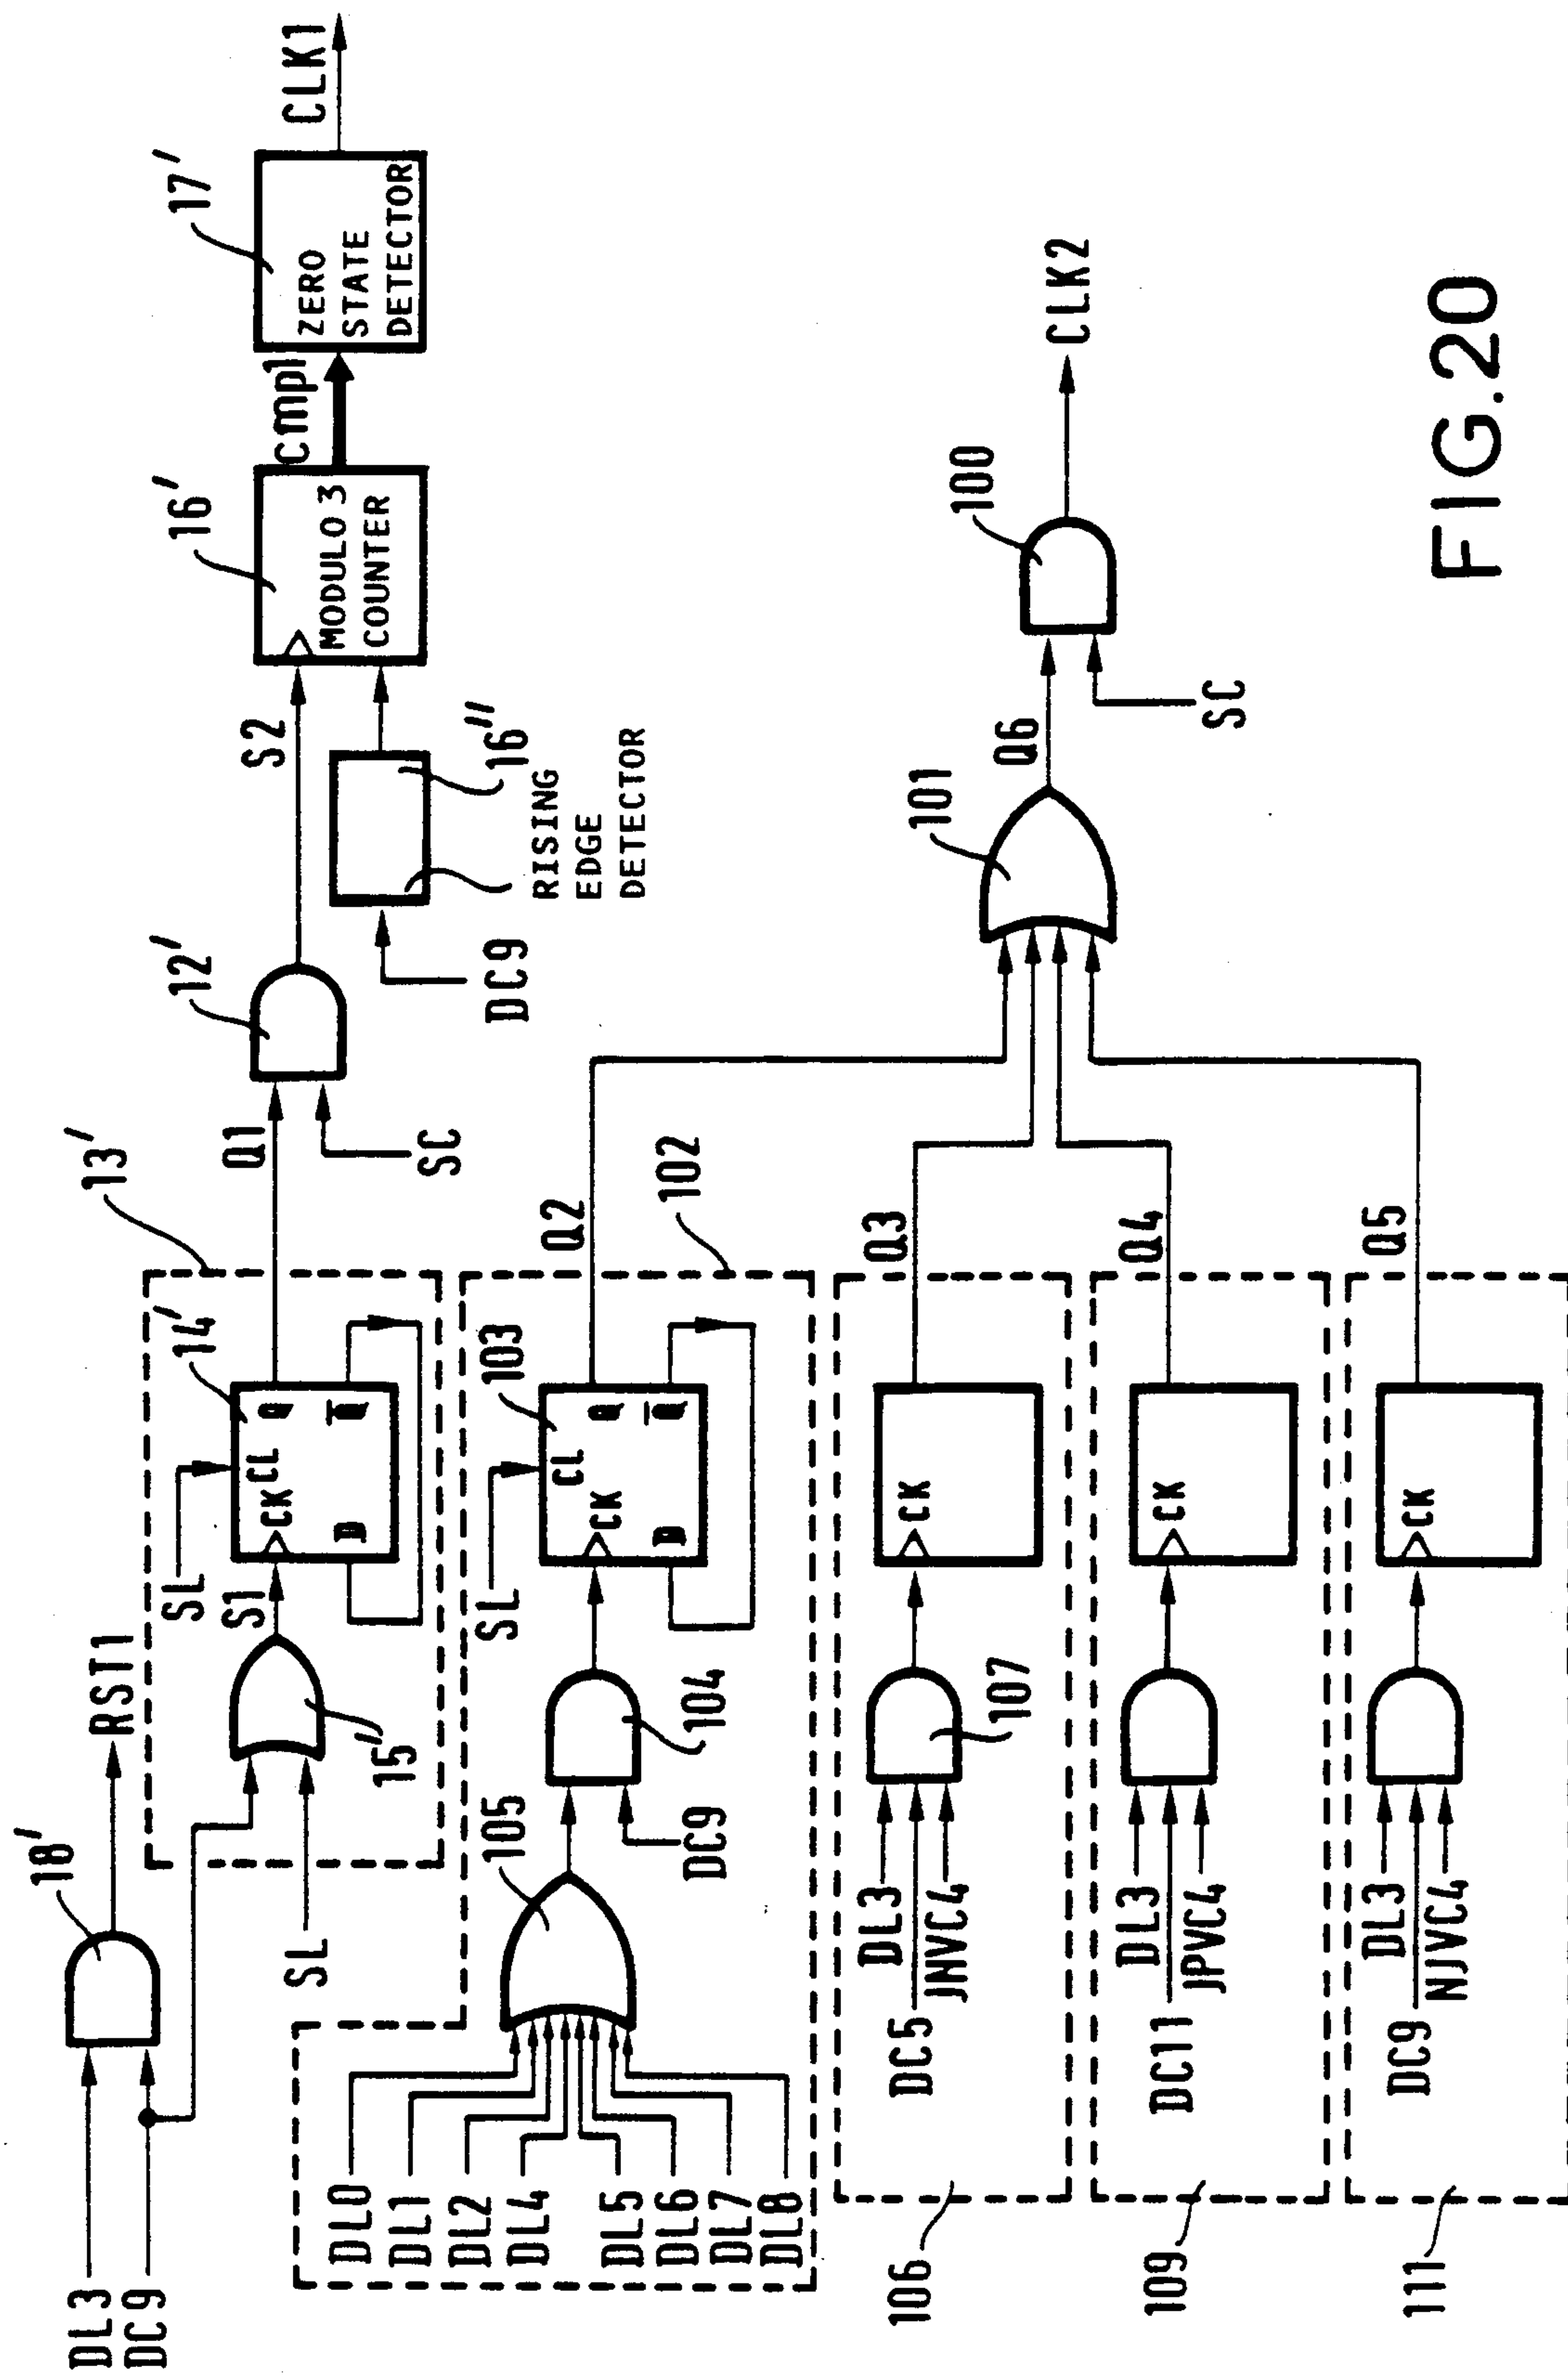 DL3
DC9
18'
RST1
SL
15'
S1
SL
CK
CL
Q
D
Q̅
14'
13'
Q1
SC
12'
S2
DC9
16''
RISING
EDGE
DETECTOR
16'
MODULO 3
COUNTER
cmp1
17'
ZERO
STATE
DETECTOR
CLK1
DL0
DL1
DL2
DL4
DL5
DL6
DL7
DL8
105
DC9
104
SL
CK
CL
Q
D
Q̅
103
102
Q2
106
DC5
DL3
JNVC4
107
CK
Q3
109
DC11
DL3
JPVC4
CK
Q4
111
DC9
DL3
NJVC4
CK
Q5
101
Q6
SC
100
CLK2
FIG.20